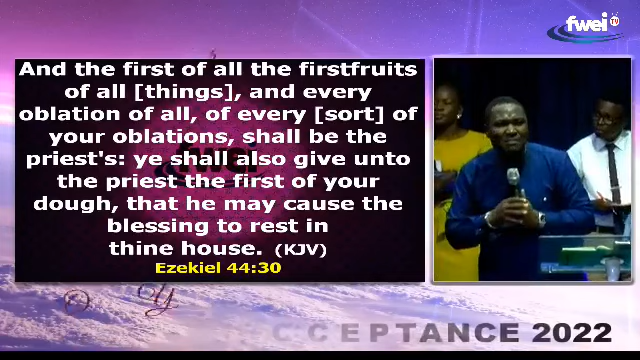 fwei TV
And the first of all the firstfruits
of all [things], and every
oblation of all, of every [sort] of
your oblations, shall be the
priest's: ye shall also give unto
the priest the first of your
dough, that he may cause the
blessing to rest in
thine house. (KJV)
Ezekiel 44:30
CCEPTANCE 2022